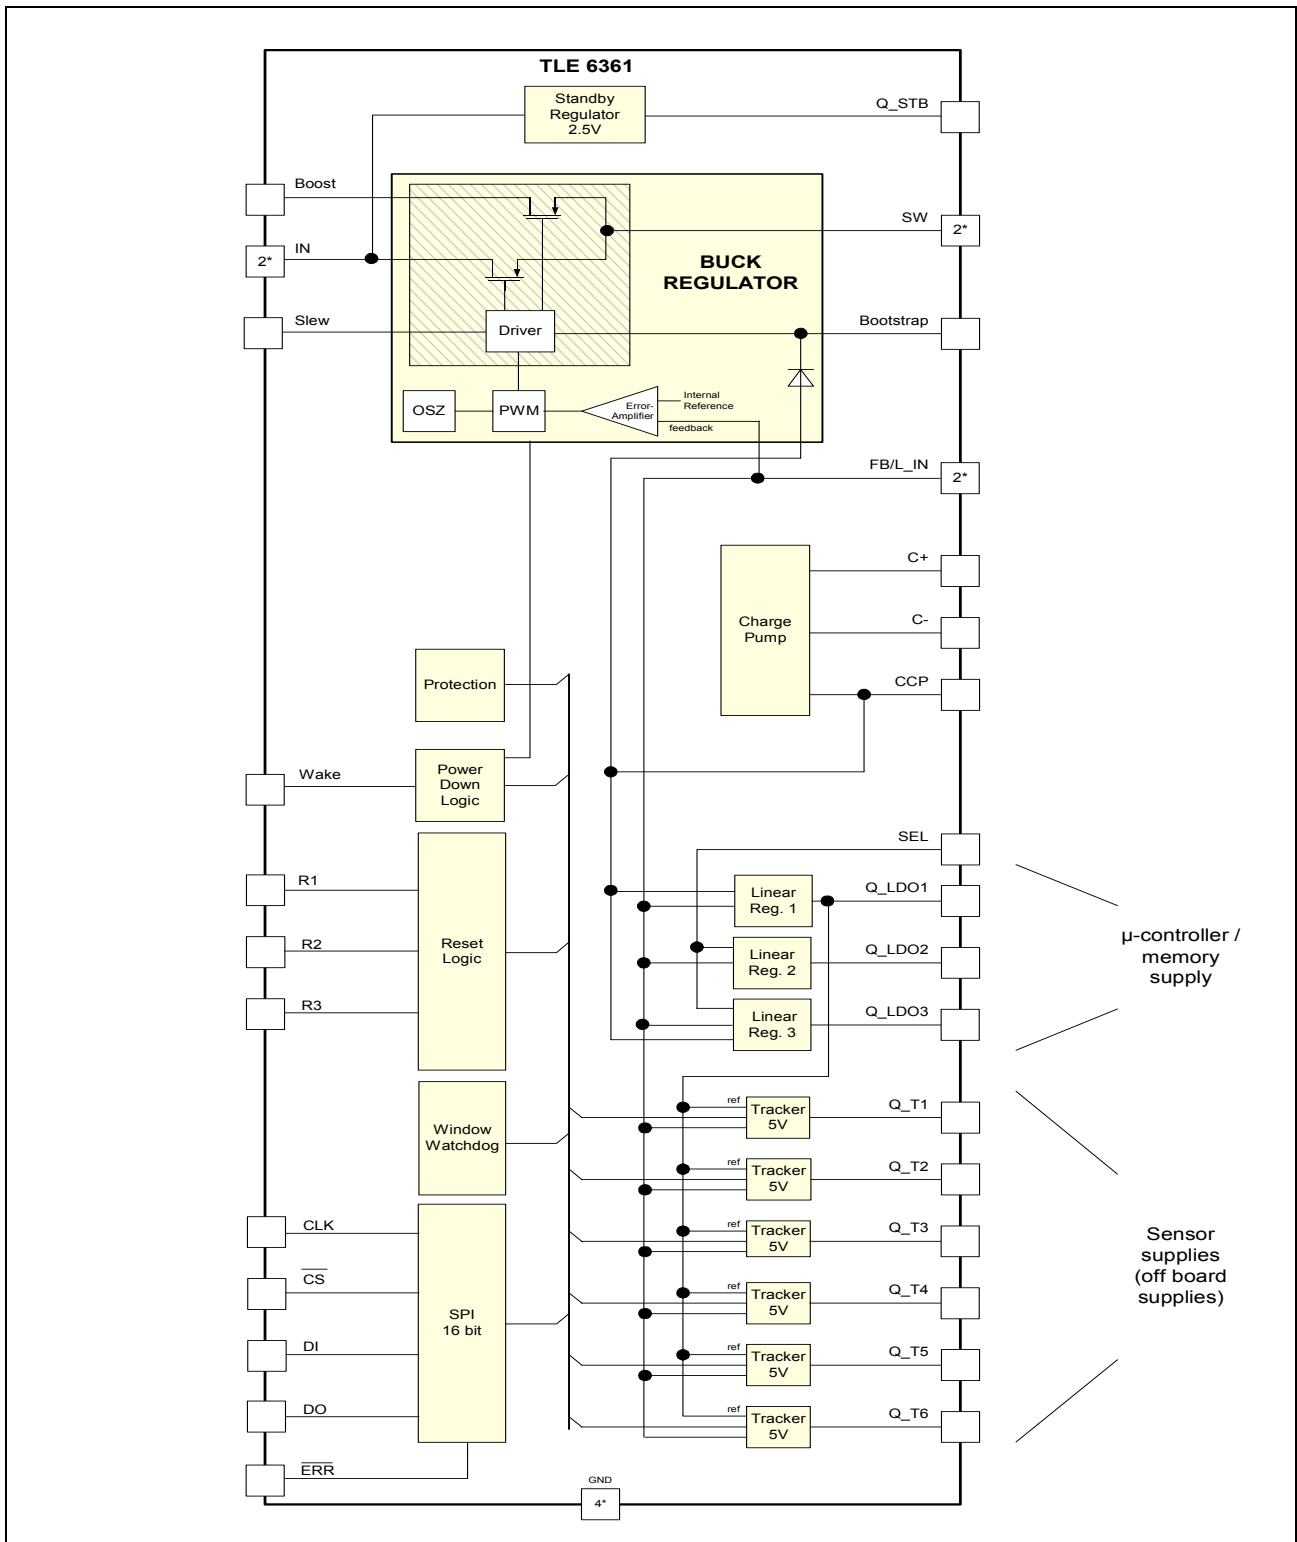 TLE 6361
Standby
Regulator
2.5V
Q_STB
Boost
SW
2*
IN
2*
BUCK
REGULATOR
Slew
Driver
Bootstrap
OSZ
PWM
Error-
Amplifier
Internal
Reference
feedback
FB/L_IN
2*
C+
Charge
Pump
C-
CCP
Protection
Wake
Power
Down
Logic
SEL
R1
Linear
Reg. 1
Q_LDO1
R2
Reset
Logic
Linear
Reg. 2
Q_LDO2
R3
Linear
Reg. 3
Q_LDO3
µ-controller /
memory
supply
Window
Watchdog
ref
Tracker
5V
Q_T1
ref
Tracker
5V
Q_T2
CLK
ref
Tracker
5V
Q_T3
CS
SPI
16 bit
ref
Tracker
5V
Q_T4
DI
ref
Tracker
5V
Q_T5
DO
ref
Tracker
5V
Q_T6
Sensor
supplies
(off board
supplies)
ERR
GND
4*